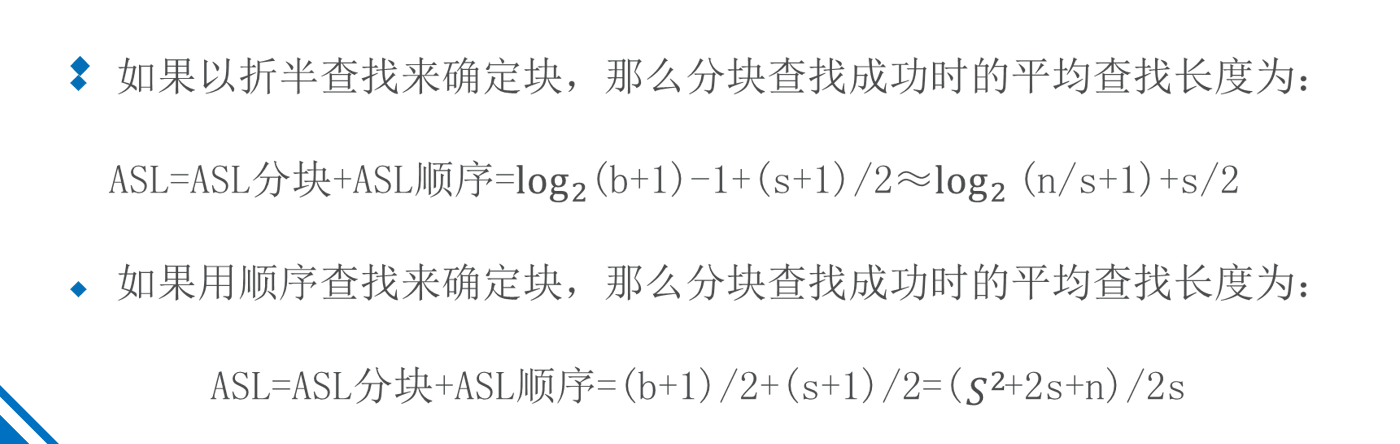 如果以折半查找来确定块，那么分块查找成功时的平均查找长度为：
ASL=ASL分块+ASL顺序=log₂(b+1)-1+(s+1)/2≈log₂ (n/s+1)+s/2
如果用顺序查找来确定块，那么分块查找成功时的平均查找长度为：
ASL=ASL分块+ASL顺序=(b+1)/2+(s+1)/2=(S²+2s+n)/2s